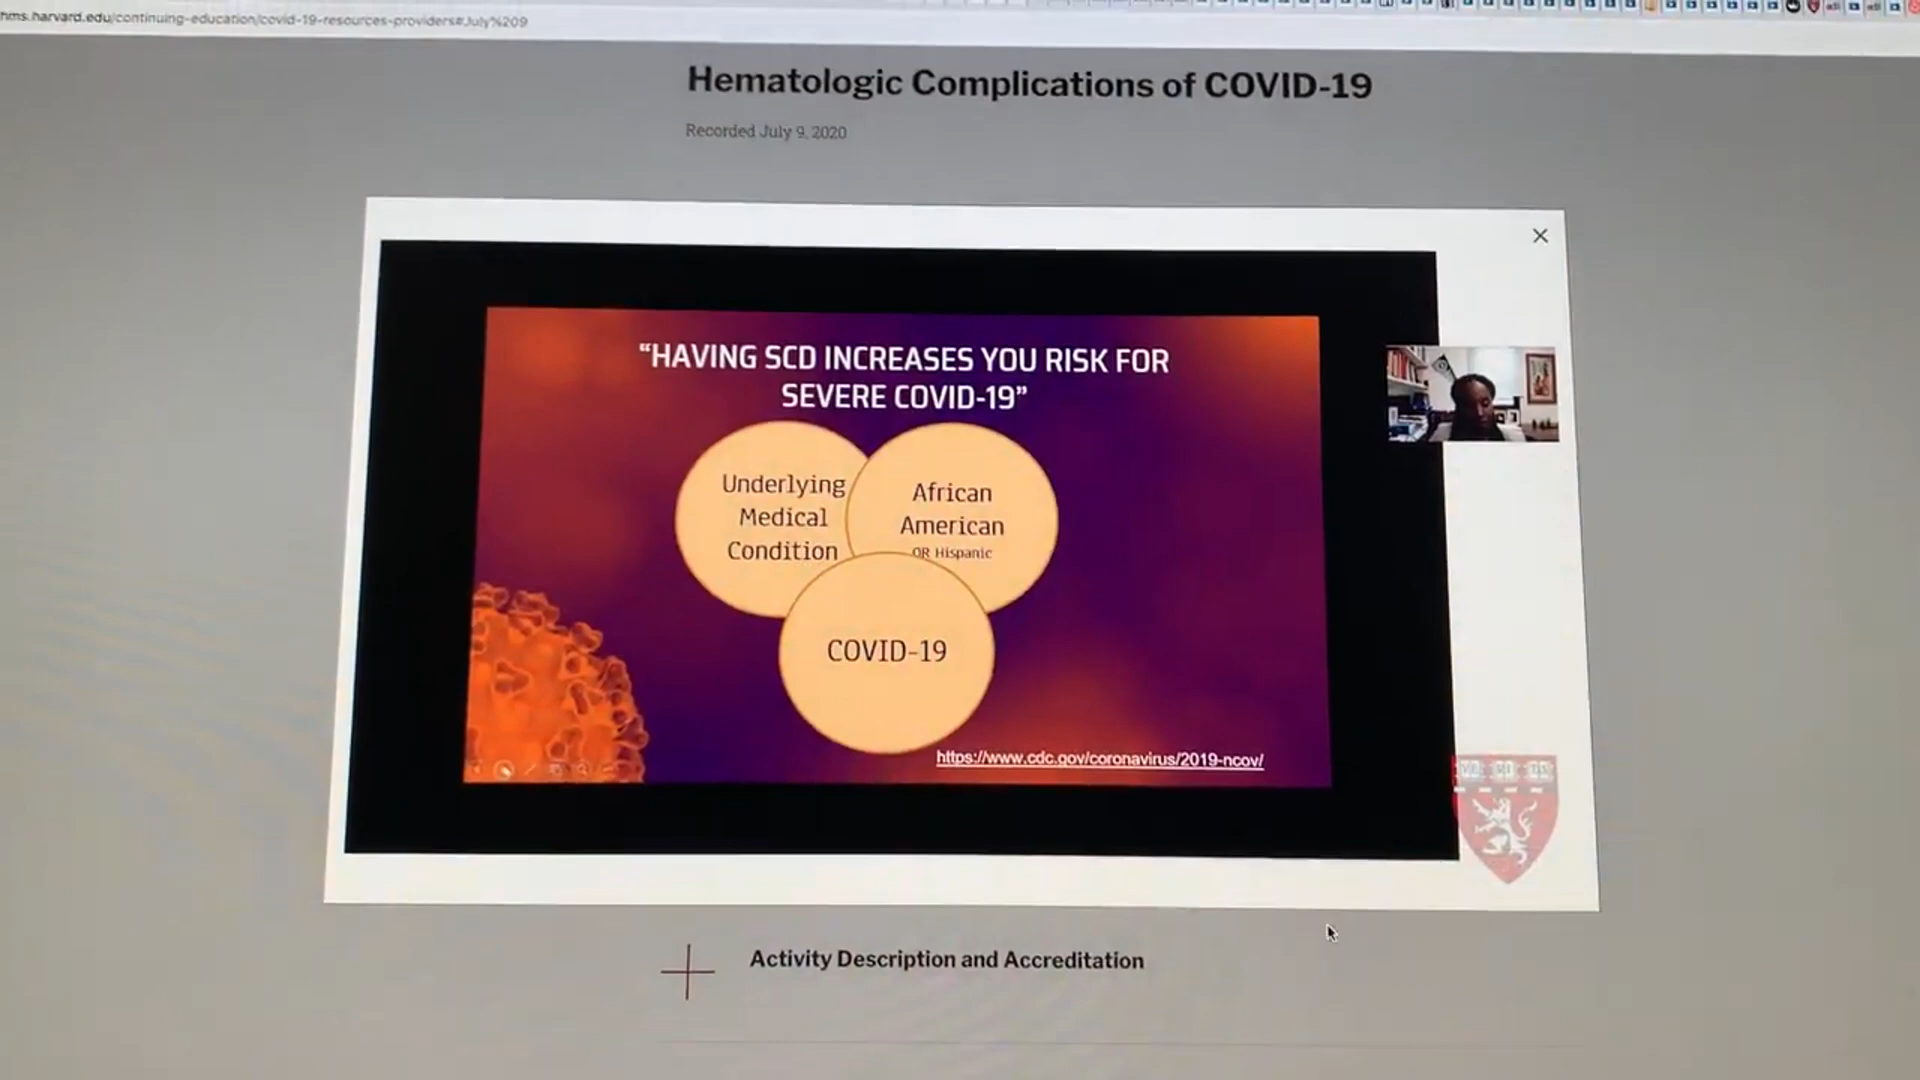 hms.harvard.edu/continuing-education/covid-19-resources-providers#July%209
Hematologic Complications of COVID-19
Recorded July 9, 2020
“HAVING SCD INCREASES YOU RISK FOR
SEVERE COVID-19”
Underlying
Medical
Condition
African
American
OR Hispanic
COVID-19
https://www.cdc.gov/coronavirus/2019-ncov/
Activity Description and Accreditation